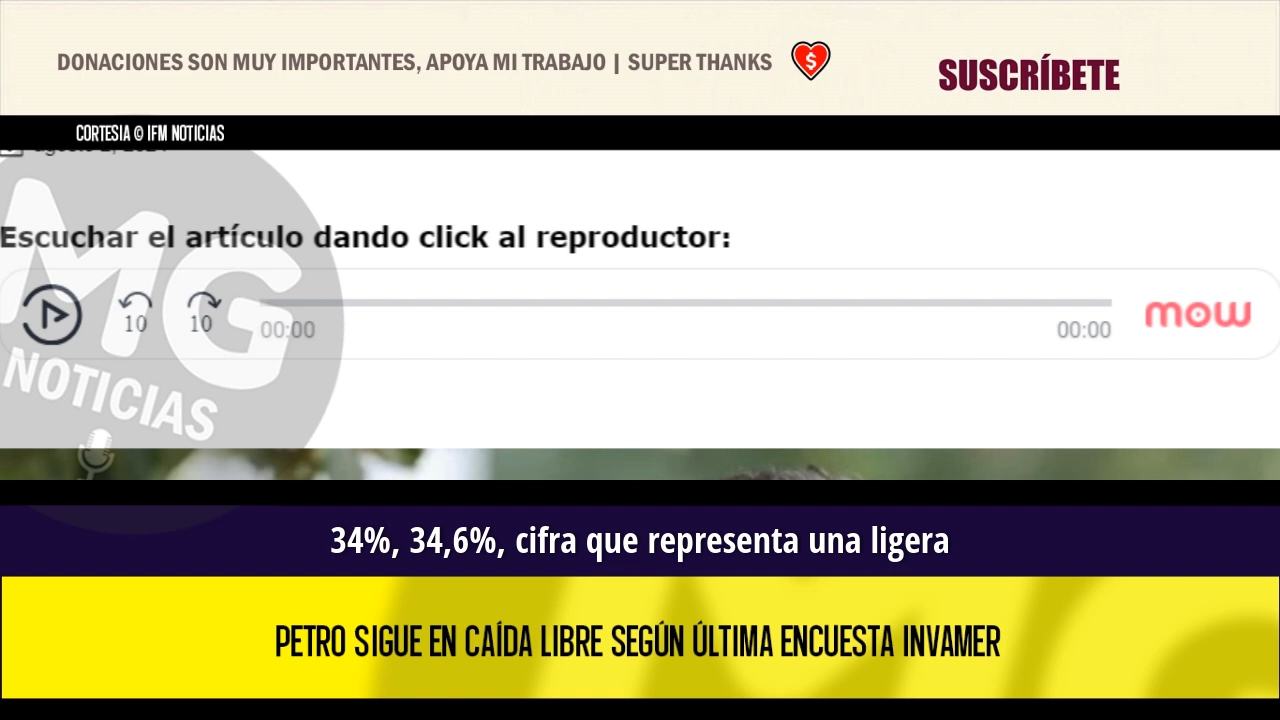 DONACIONES SON MUY IMPORTANTES, APOYA MI TRABAJO | SUPER THANKS
$
SUSCRÍBETE
CORTESIA © IFM NOTICIAS
Escuchar el artículo dando click al reproductor:
10
10
00:00
00:00
mow
MG
NOTICIAS
34%, 34,6%, cifra que representa una ligera
PETRO SIGUE EN CAÍDA LIBRE SEGÚN ÚLTIMA ENCUESTA INVAMER